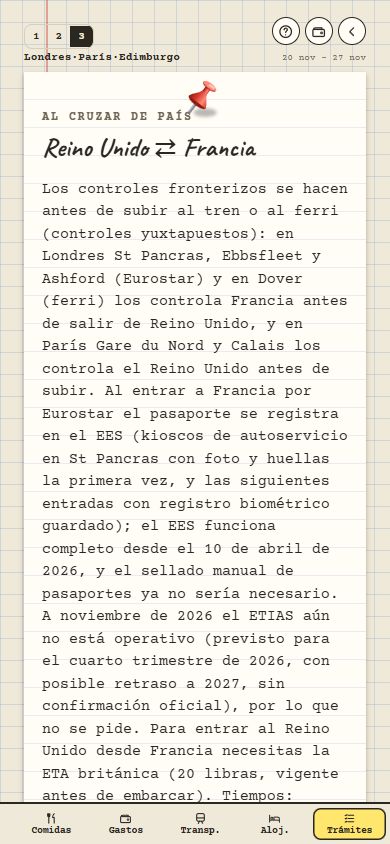 1 2 3
Londres·París·Edimburgo
20 nov – 27 nov
AL CRUZAR DE PAÍS
Reino Unido ⇄ Francia
Los controles fronterizos se hacen
antes de subir al tren o al ferri
(controles yuxtapuestos): en
Londres St Pancras, Ebbsfleet y
Ashford (Eurostar) y en Dover
(ferri) los controla Francia antes
de salir de Reino Unido, y en
París Gare du Nord y Calais los
controla el Reino Unido antes de
subir. Al entrar a Francia por
Eurostar el pasaporte se registra
en el EES (kioscos de autoservicio
en St Pancras con foto y huellas
la primera vez, y las siguientes
entradas con registro biométrico
guardado); el EES funciona
completo desde el 10 de abril de
2026, y el sellado manual de
pasaportes ya no sería necesario.
A noviembre de 2026 el ETIAS aún
no está operativo (previsto para
el cuarto trimestre de 2026, con
posible retraso a 2027, sin
confirmación oficial), por lo que
no se pide. Para entrar al Reino
Unido desde Francia necesitas la
ETA británica (20 libras, vigente
antes de embarcar). Tiempos:
Comidas Gastos Transp. Aloj. Trámites